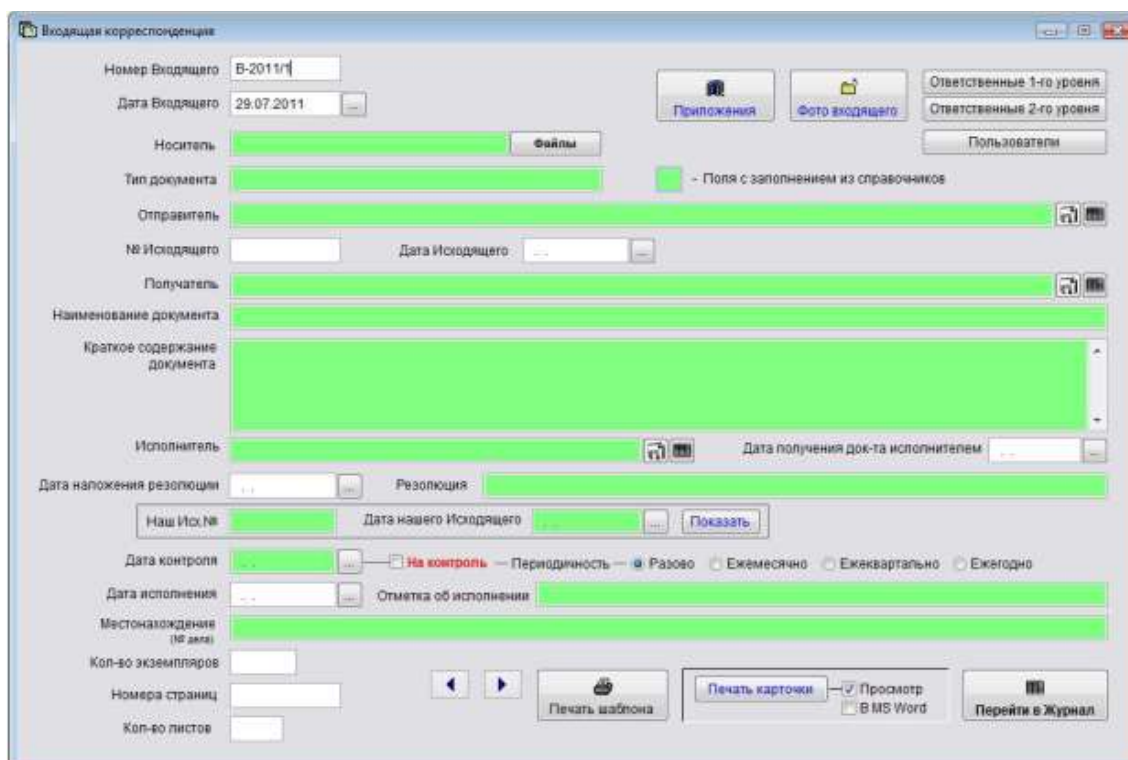 Входящая корреспонденция
Номер Входящего В-2011/1
Дата Входящего 29.07.2011 ...
Приложения Фото входящего Ответственные 1-го уровня
Ответственные 2-го уровня
Носитель Файлы Пользователи
Тип документа - Поля с заполнением из справочников
Отправитель
№ Исходящего Дата Исходящего . . ...
Получатель
Наименование документа
Краткое содержание
документа
Исполнитель Дата получения док-та исполнителем . . ...
Дата наложения резолюции . . ... Резолюция
Наш Исх.№ Дата нашего Исходящего . . ... Показать
Дата контроля . . ... На контроль Периодичность Разово Ежемесячно Ежеквартально Ежегодно
Дата исполнения . . ... Отметка об исполнении
Местонахождение
(№ дела)
Кол-во экземпляров
Номера страниц Печать шаблона Печать карточки Просмотр
В MS Word Перейти в Журнал
Кол-во листов